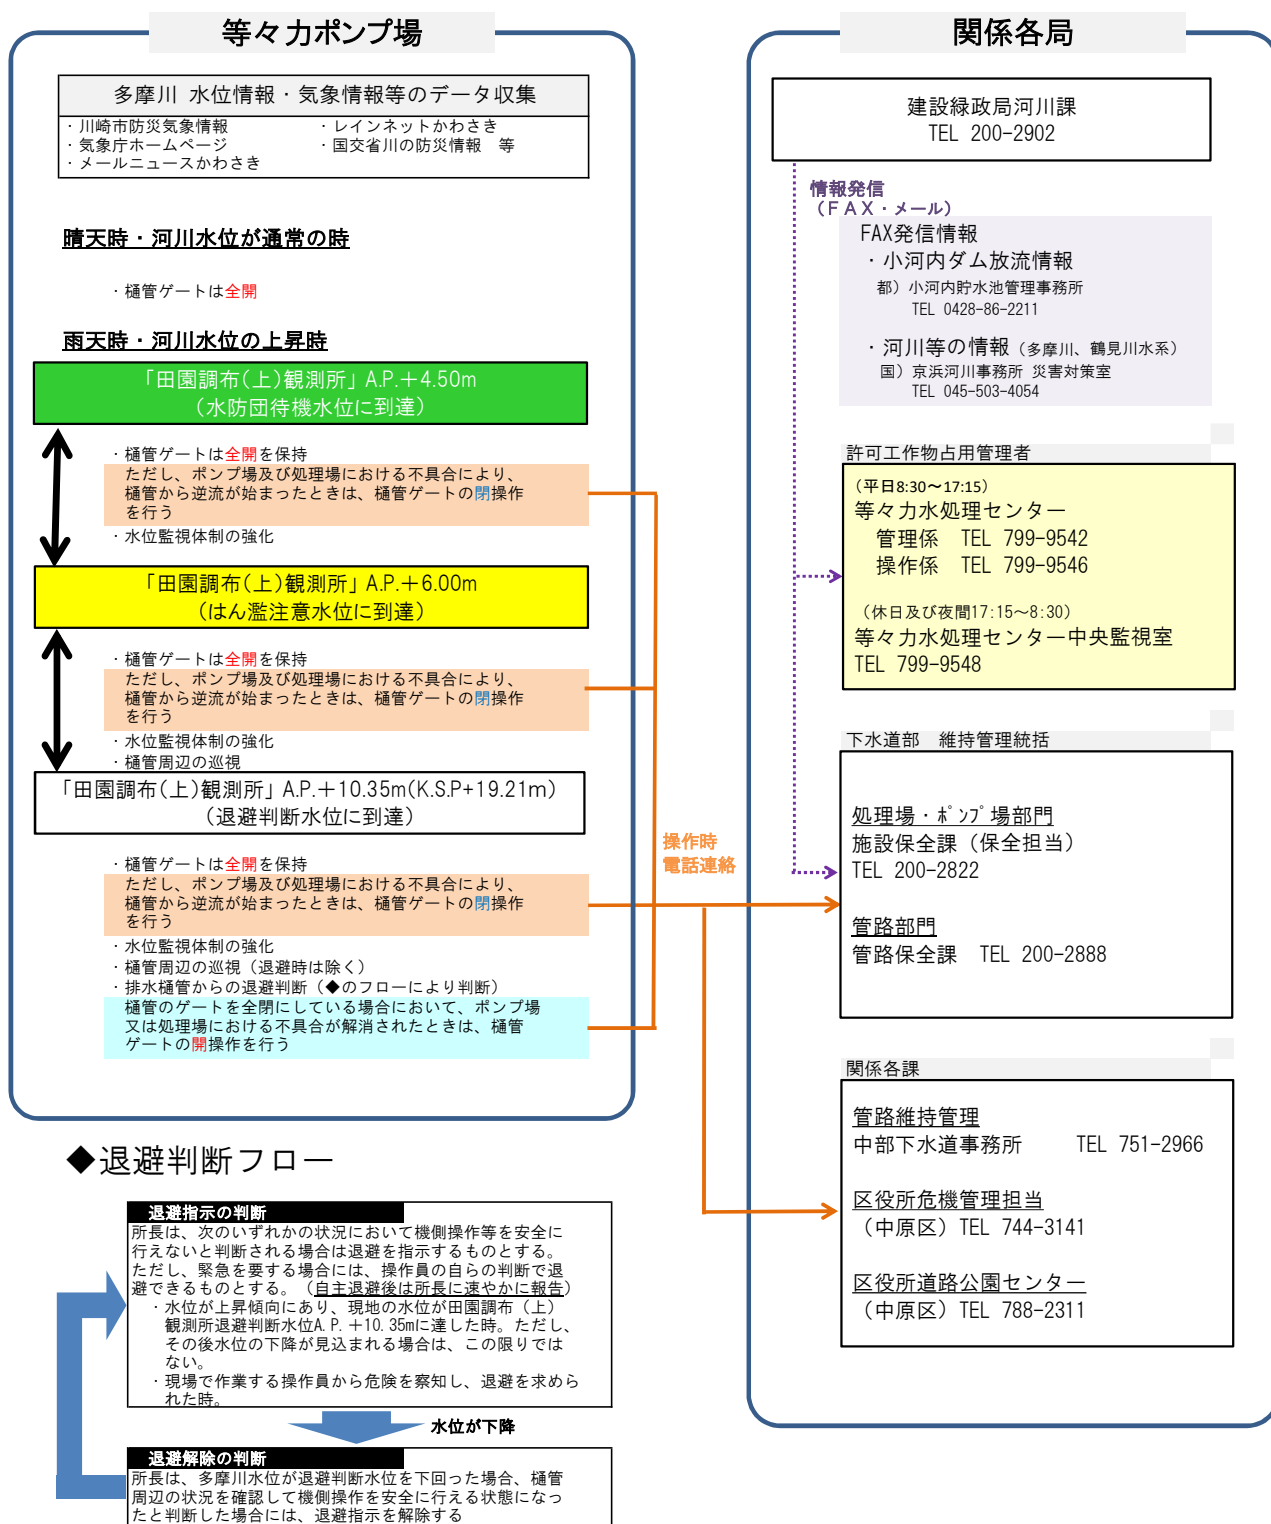 等々力ポンプ場
多摩川 水位情報・気象情報等のデータ収集
・川崎市防災気象情報 ・レインネットかわさき
・気象庁ホームページ ・国交省川の防災情報 等
・メールニュースかわさき
晴天時・河川水位が通常の時
・樋管ゲートは全開
雨天時・河川水位の上昇時
「田園調布(上)観測所」A.P.＋4.50m
(水防団待機水位に到達)
・樋管ゲートは全開を保持
ただし、ポンプ場及び処理場における不具合により、
樋管から逆流が始まったときは、樋管ゲートの閉操作
を行う
・水位監視体制の強化
「田園調布(上)観測所」A.P.＋6.00m
(はん濫注意水位に到達)
・樋管ゲートは全開を保持
ただし、ポンプ場及び処理場における不具合により、
樋管から逆流が始まったときは、樋管ゲートの閉操作
を行う
・水位監視体制の強化
・樋管周辺の巡視
「田園調布(上)観測所」A.P.＋10.35m(K.S.P+19.21m)
(退避判断水位に到達)
・樋管ゲートは全開を保持
ただし、ポンプ場及び処理場における不具合により、
樋管から逆流が始まったときは、樋管ゲートの閉操作
を行う
・水位監視体制の強化
・樋管周辺の巡視（退避時は除く）
・排水樋管からの退避判断（◆のフローにより判断）
樋管のゲートを全閉にしている場合において、ポンプ場
又は処理場における不具合が解消されたときは、樋管
ゲートの開操作を行う
操作時
電話連絡
関係各局
建設緑政局河川課
TEL 200-2902
情報発信
（ＦＡＸ・メール）
FAX発信情報
・小河内ダム放流情報
都）小河内貯水池管理事務所
TEL 0428-86-2211
・河川等の情報（多摩川、鶴見川水系）
国）京浜河川事務所 災害対策室
TEL 045-503-4054
許可工作物占用管理者
(平日8:30～17:15)
等々力水処理センター
管理係 TEL 799-9542
操作係 TEL 799-9546
（休日及び夜間17:15～8:30）
等々力水処理センター中央監視室
TEL 799-9548
下水道部 維持管理統括
処理場・ﾎﾟﾝﾌﾟ場部門
施設保全課（保全担当）
TEL 200-2822
管路部門
管路保全課 TEL 200-2888
関係各課
管路維持管理
中部下水道事務所 TEL 751-2966
区役所危機管理担当
（中原区）TEL 744-3141
区役所道路公園センター
（中原区）TEL 788-2311
◆退避判断フロー
退避指示の判断
所長は、次のいずれかの状況において機側操作等を安全に
行えないと判断される場合は退避を指示するものとする。
ただし、緊急を要する場合には、操作員の自らの判断で退
避できるものとする。（自主退避後は所長に速やかに報告）
・水位が上昇傾向にあり、現地の水位が田園調布（上）
観測所退避判断水位A.P.＋10.35mに達した時。ただし、
その後水位の下降が見込まれる場合は、この限りでは
ない。
・現場で作業する操作員から危険を察知し、退避を求めら
れた時。
水位が下降
退避解除の判断
所長は、多摩川水位が退避判断水位を下回った場合、樋管
周辺の状況を確認して機側操作を安全に行える状態になっ
たと判断した場合には、退避指示を解除する